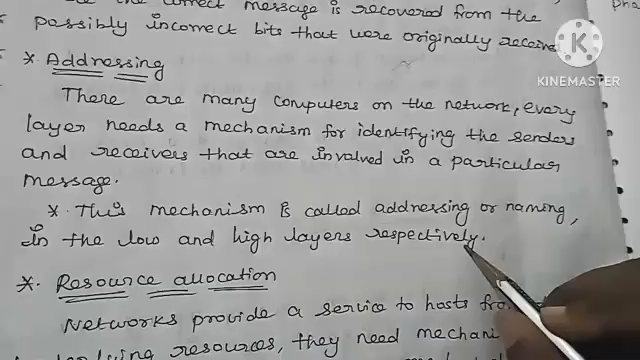 the correct message is recovered from the
possibly incorrect bits that were originally
KINEMASTER
* Addressing
There are many computers on the network, every
layer needs a mechanism for identifying the senders
and receivers that are involved in a particular
message.
* This mechanism is called addressing or naming,
in the low and high layers respectively.
* Resource allocation
Networks provide a service to hosts
resources, they need